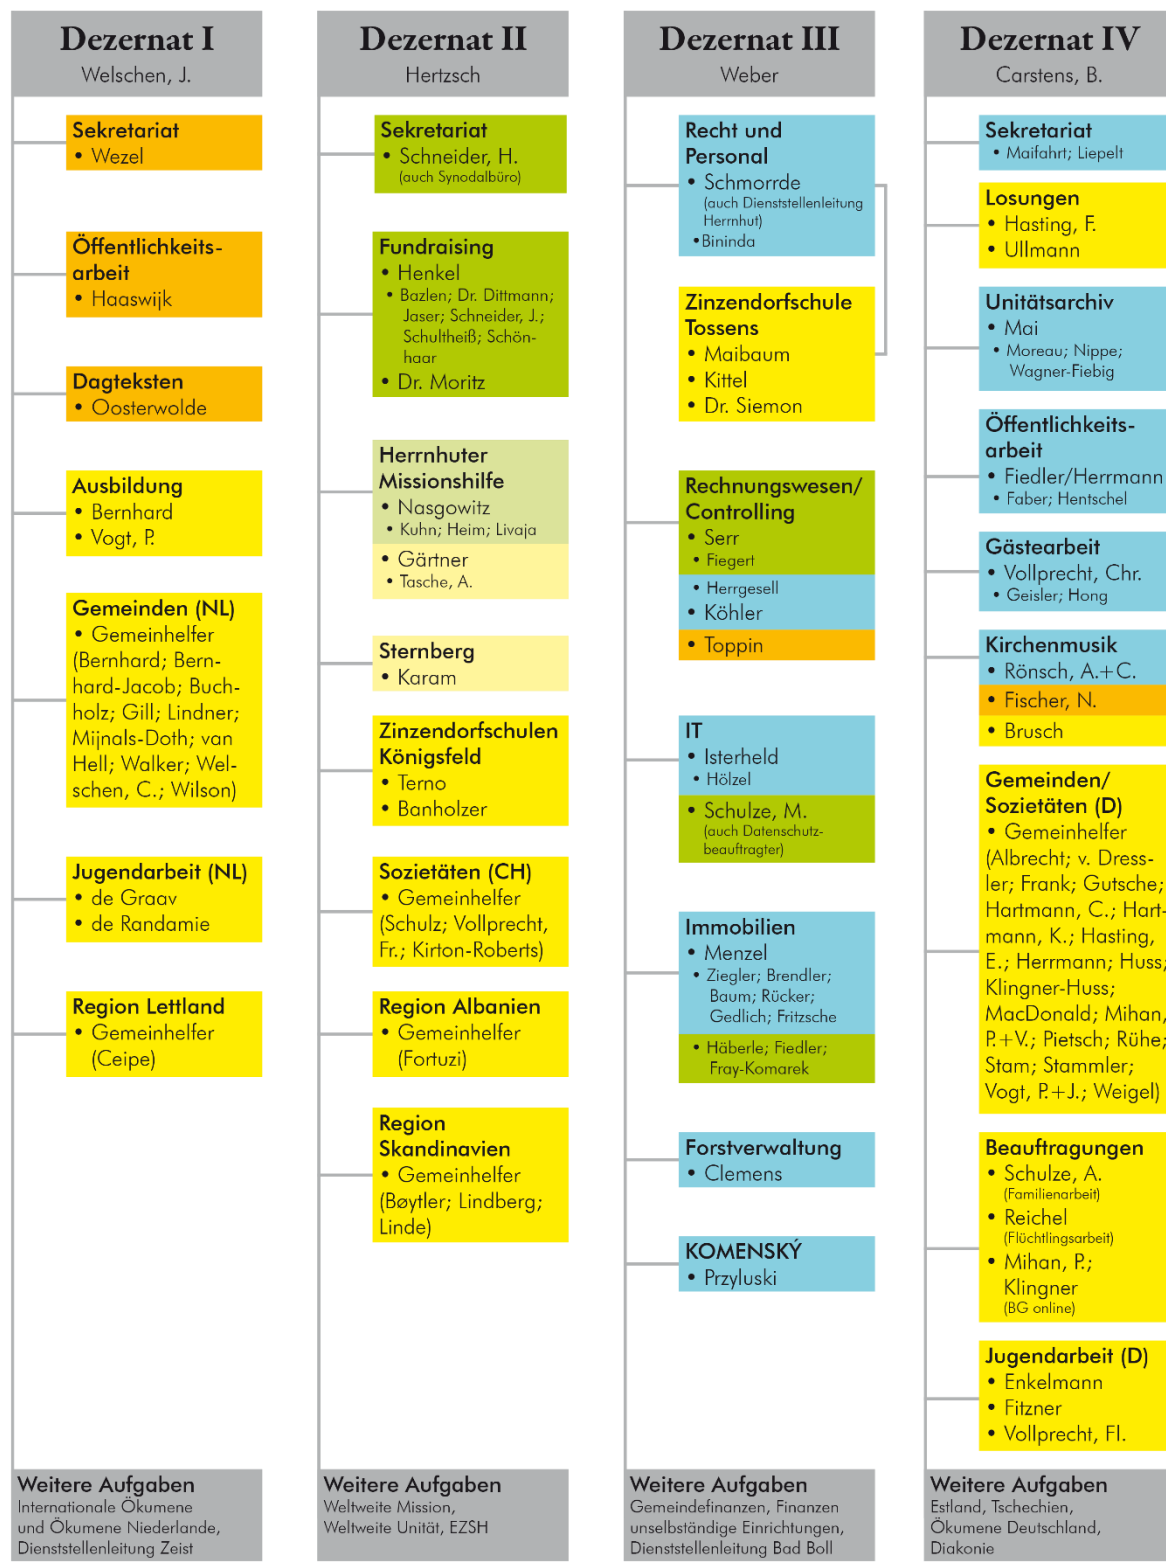 Dezernat I
Welschen, J.
Sekretariat
• Wezel
Öffentlichkeits-
arbeit
• Haaswijk
Dagteksten
• Oosterwolde
Ausbildung
• Bernhard
• Vogt, P.
Gemeinden (NL)
• Gemeinhelfer
(Bernhard; Bern-
hard-Jacob; Buch-
holz; Gill; Lindner;
Mijnals-Doth; van
Hell; Walker; Wel-
schen, C.; Wilson)
Jugendarbeit (NL)
• de Graav
• de Randamie
Region Lettland
• Gemeinhelfer
(Ceipe)
Weitere Aufgaben
Internationale Ökumene
und Ökumene Niederlande,
Dienststellenleitung Zeist
Dezernat II
Hertzsch
Sekretariat
• Schneider, H.
(auch Synodalbüro)
Fundraising
• Henkel
• Bazlen; Dr. Dittmann;
Jaser; Schneider, J.;
Schultheiß; Schön-
haar
• Dr. Moritz
Herrnhuter
Missionshilfe
• Nasgowitz
• Kuhn; Heim; Livaja
• Gärtner
• Tasche, A.
Sternberg
• Karam
Zinzendorfschulen
Königsfeld
• Terno
• Banholzer
Sozietäten (CH)
• Gemeinhelfer
(Schulz; Vollprecht,
Fr.; Kirton-Roberts)
Region Albanien
• Gemeinhelfer
(Fortuzi)
Region
Skandinavien
• Gemeinhelfer
(Bøytler; Lindberg;
Linde)
Weitere Aufgaben
Weltweite Mission,
Weltweite Unität, EZSH
Dezernat III
Weber
Recht und
Personal
• Schmorrde
(auch Dienststellenleitung
Herrnhut)
• Bininda
Zinzendorfschule
Tossens
• Maibaum
• Kittel
• Dr. Siemon
Rechnungswesen/
Controlling
• Serr
• Fiegert
• Herrgesell
• Köhler
• Toppin
IT
• Isterheld
• Hölzel
• Schulze, M.
(auch Datenschutz-
beauftragter)
Immobilien
• Menzel
• Ziegler; Brendler;
Baum; Rücker;
Gedlich; Fritzsche
• Häberle; Fiedler;
Fray-Komarek
Forstverwaltung
• Clemens
KOMENSKÝ
• Przyluski
Weitere Aufgaben
Gemeindefinanzen, Finanzen
unselbständige Einrichtungen,
Dienststellenleitung Bad Boll
Dezernat IV
Carstens, B.
Sekretariat
• Maifahrt; Liepelt
Losungen
• Hasting, F.
• Ullmann
Unitätsarchiv
• Mai
• Moreau; Nippe;
Wagner-Fiebig
Öffentlichkeits-
arbeit
• Fiedler/Herrmann
• Faber; Hentschel
Gästearbeit
• Vollprecht, Chr.
• Geisler; Hong
Kirchenmusik
• Rönsch, A.+C.
• Fischer, N.
• Brusch
Gemeinden/
Sozietäten (D)
• Gemeinhelfer
(Albrecht; v. Dress-
ler; Frank; Gutsche;
Hartmann, C.; Hart-
mann, K.; Hasting,
E.; Herrmann; Huss;
Klingner-Huss;
MacDonald; Mihan,
P.+V.; Pietsch; Rühe;
Stam; Stammler;
Vogt, P.+J.; Weigel)
Beauftragungen
• Schulze, A.
(Familienarbeit)
• Reichel
(Flüchtlingsarbeit)
• Mihan, P.;
Klingner
(BG online)
Jugendarbeit (D)
• Enkelmann
• Fitzner
• Vollprecht, Fl.
Weitere Aufgaben
Estland, Tschechien,
Ökumene Deutschland,
Diakonie